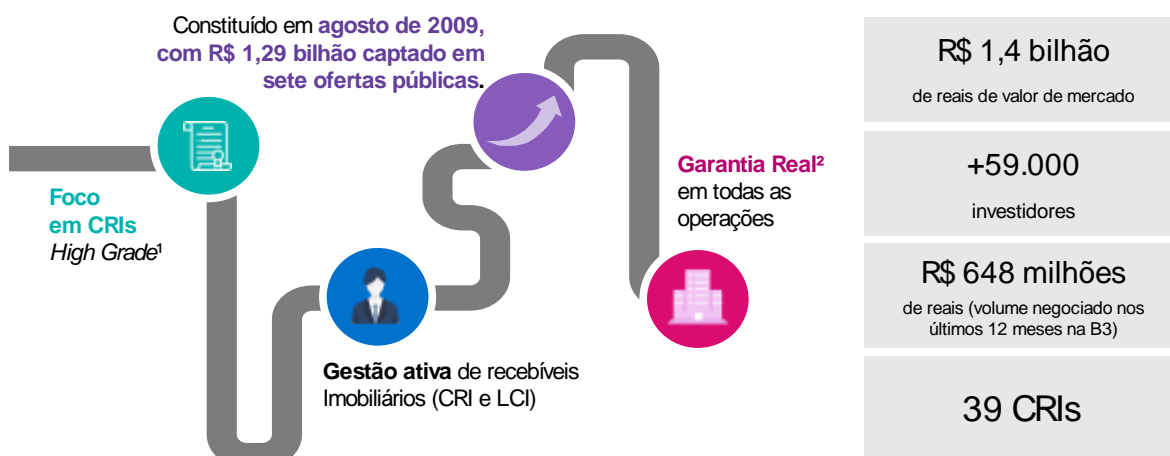 Constituído em agosto de 2009,
com R$ 1,29 bilhão captado em
sete ofertas públicas.
Foco
em CRIs
High Grade¹
Gestão ativa de recebíveis
Imobiliários (CRI e LCI)
Garantia Real²
em todas as
operações
R$ 1,4 bilhão
de reais de valor de mercado
+59.000
investidores
R$ 648 milhões
de reais (volume negociado nos
últimos 12 meses na B3)
39 CRIs